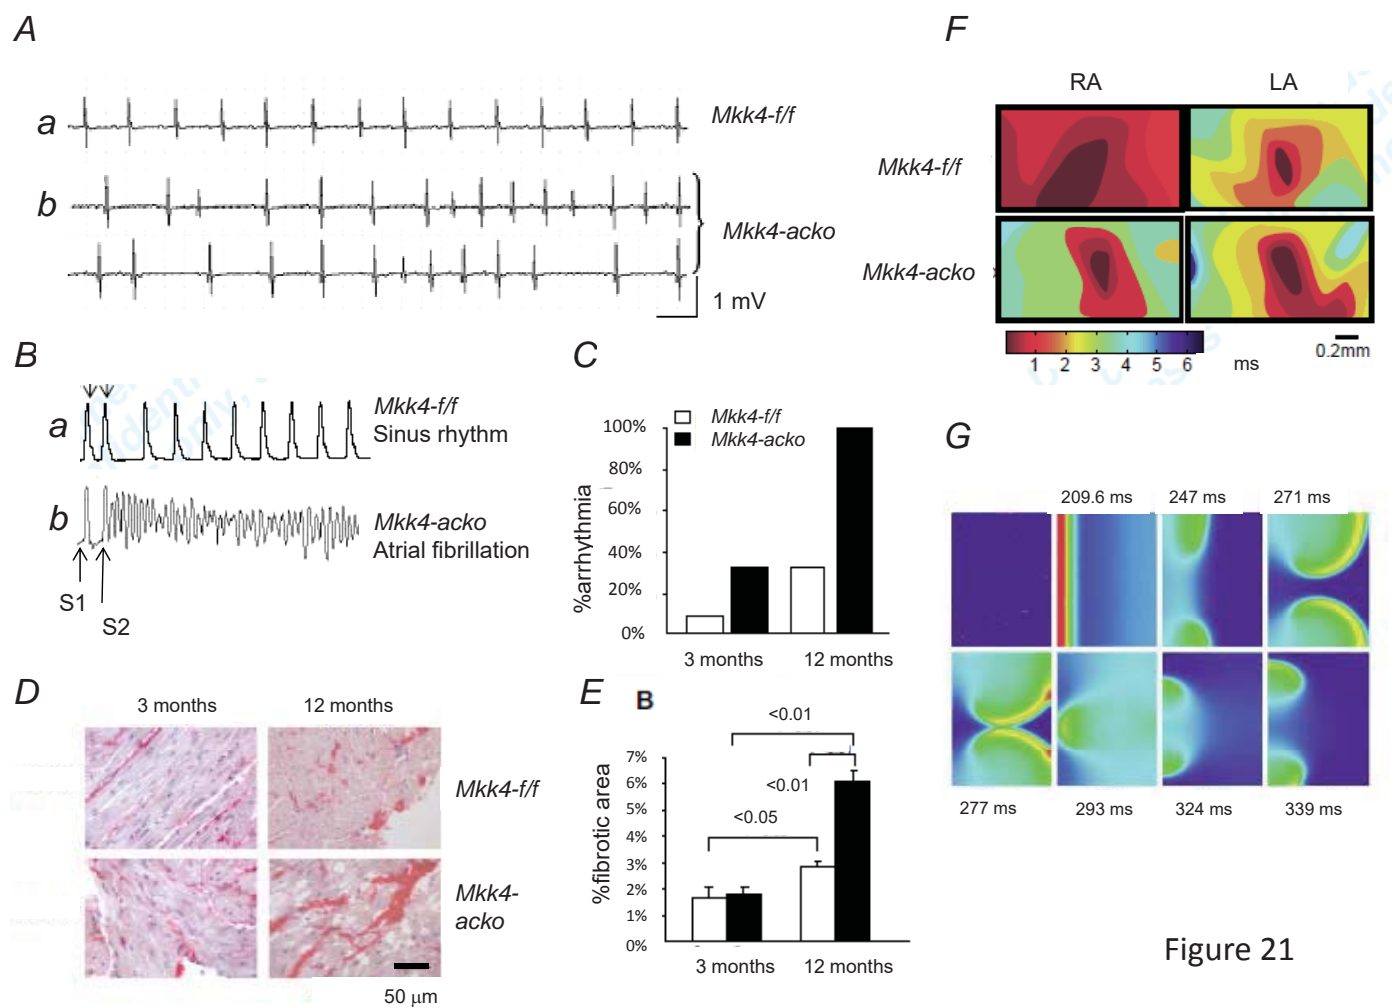 A
a
Mkk4-f/f
b
Mkk4-acko
1 mV
B
a
Mkk4-f/f
Sinus rhythm
b
Mkk4-acko
Atrial fibrillation
S1
S2
C
Mkk4-f/f
Mkk4-acko
%arrhythmia
100%
80%
60%
40%
20%
0%
3 months
12 months
D
3 months
12 months
Mkk4-f/f
Mkk4-
acko
50 μm
E
B
<0.01
<0.01
<0.05
%fibrotic area
7%
6%
5%
4%
3%
2%
1%
0%
3 months
12 months
F
RA
LA
Mkk4-f/f
Mkk4-acko
1 2 3 4 5 6 ms
0.2mm
G
209.6 ms
247 ms
271 ms
277 ms
293 ms
324 ms
339 ms
Figure 21